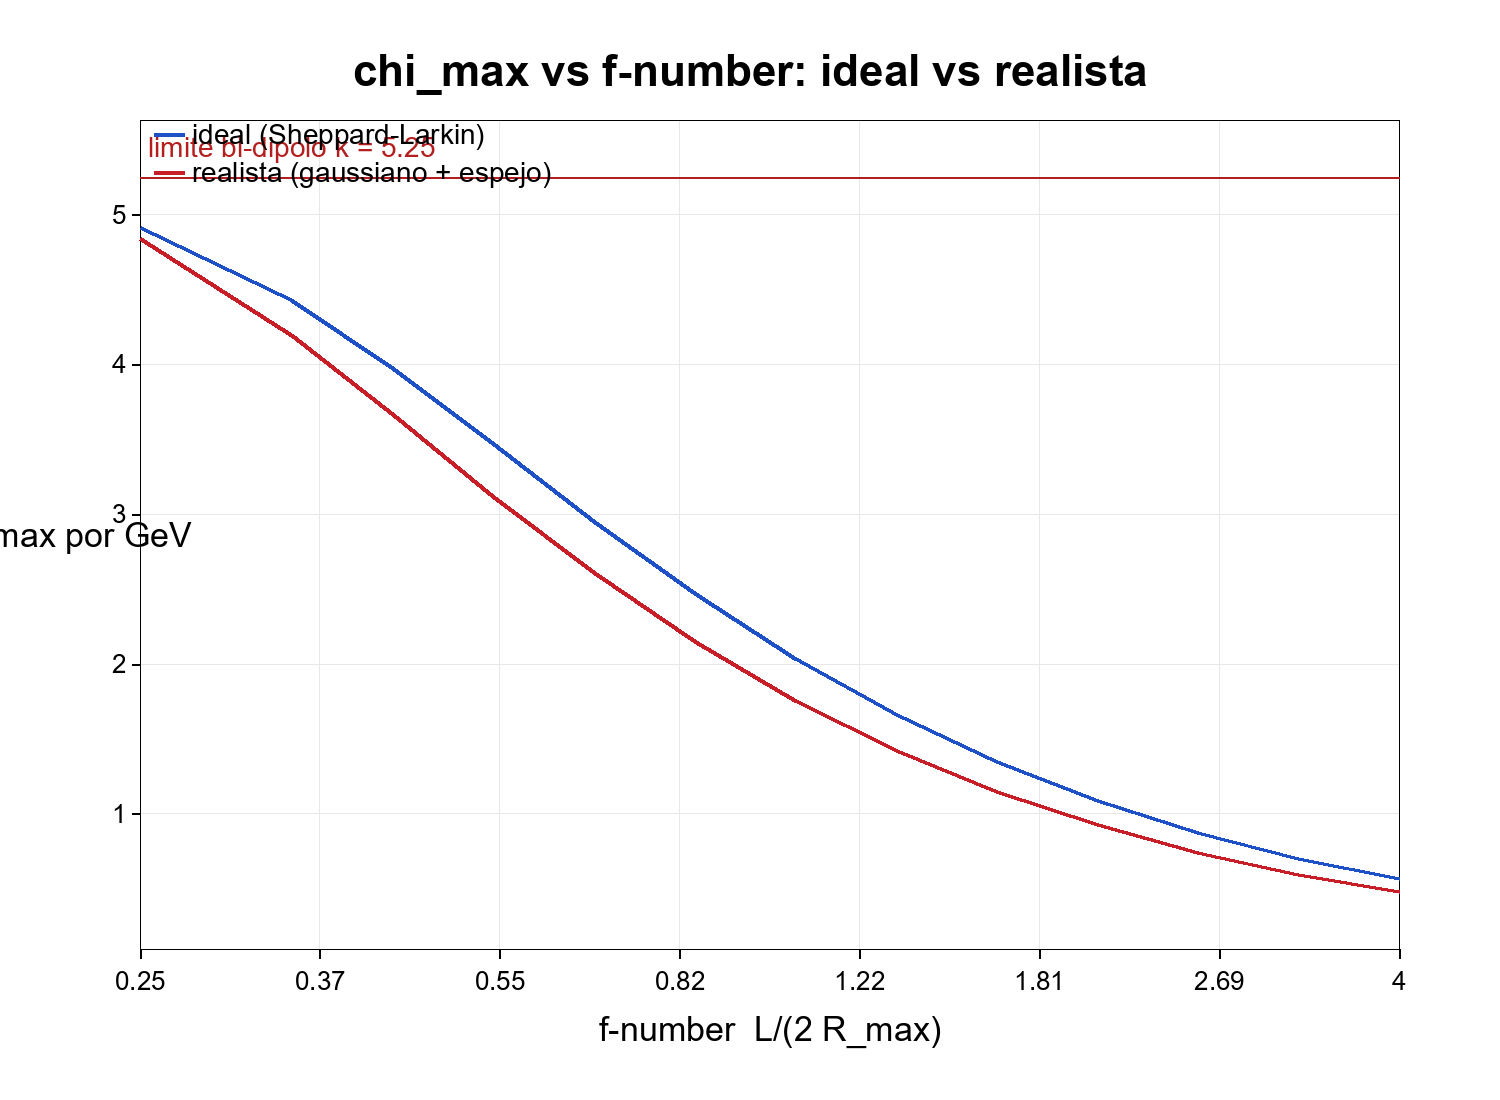 chi_max vs f-number: ideal vs realista
ideal (Sheppard-Larkin)
limite bi-dipolo k = 5.25
realista (gaussiano + espejo)
5
4
3
max por GeV
2
1
0.25 0.37 0.55 0.82 1.22 1.81 2.69 4
f-number L/(2 R_max)